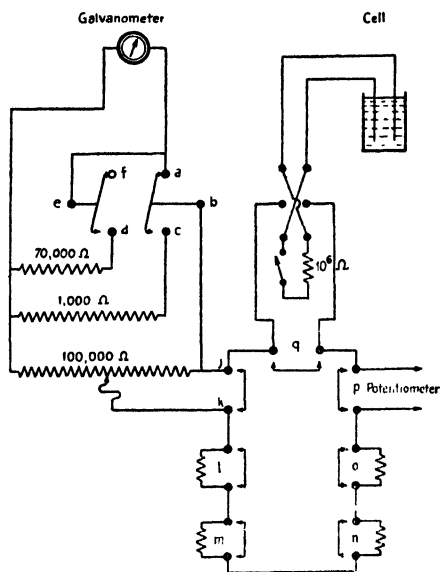 Galvanometer
Cell
f
a
e
b
d
c
70,000 Ω
1,000 Ω
10⁶ Ω
100,000 Ω
j
q
k
p Potentiometer
l
o
m
n